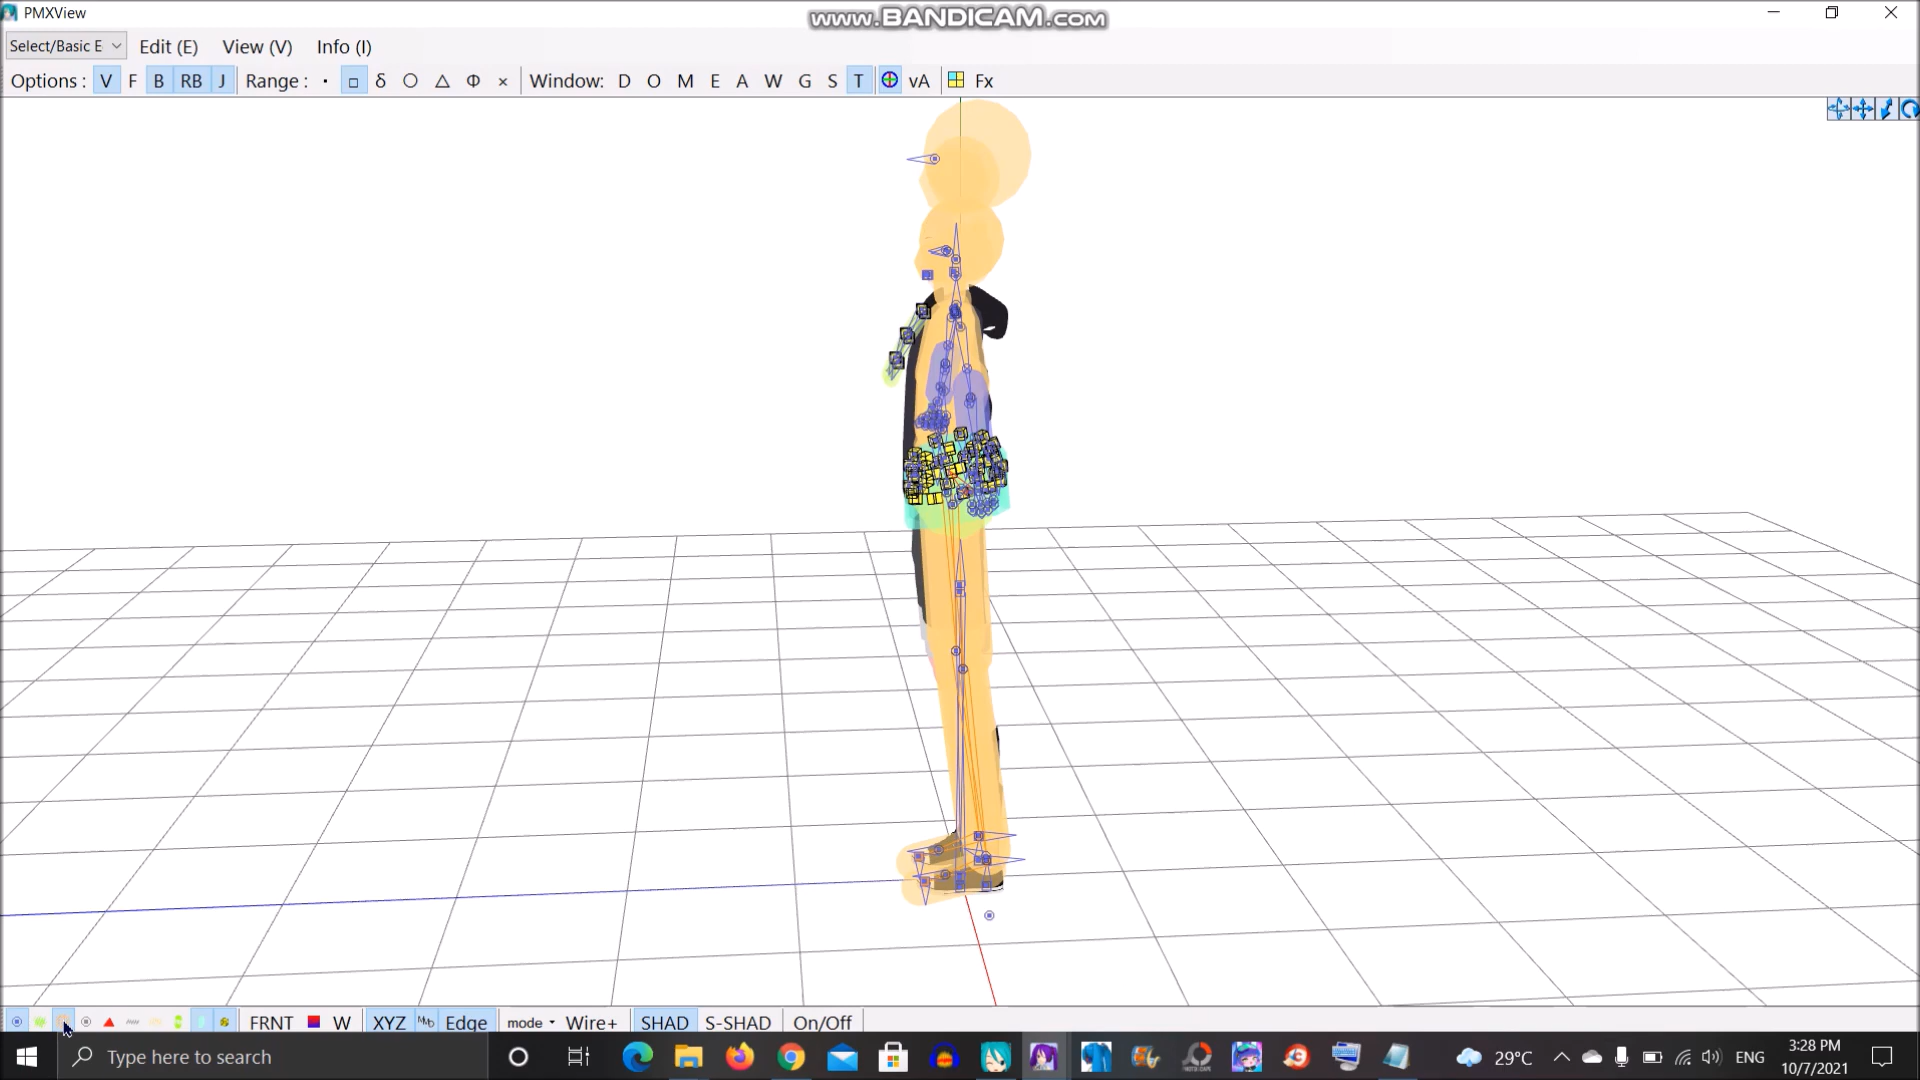 PMXView
www.BANDICAM.com
Select/Basic E Edit (E) View (V) Info (I)
Options : V F B RB J Range : · □ δ ○ △ Φ × Window: D O M E A W G S T vA Fx
FRNT W XYZ Edge mode Wire+ SHAD S-SHAD On/Off
Type here to search
29°C
ENG
3:28 PM
10/7/2021